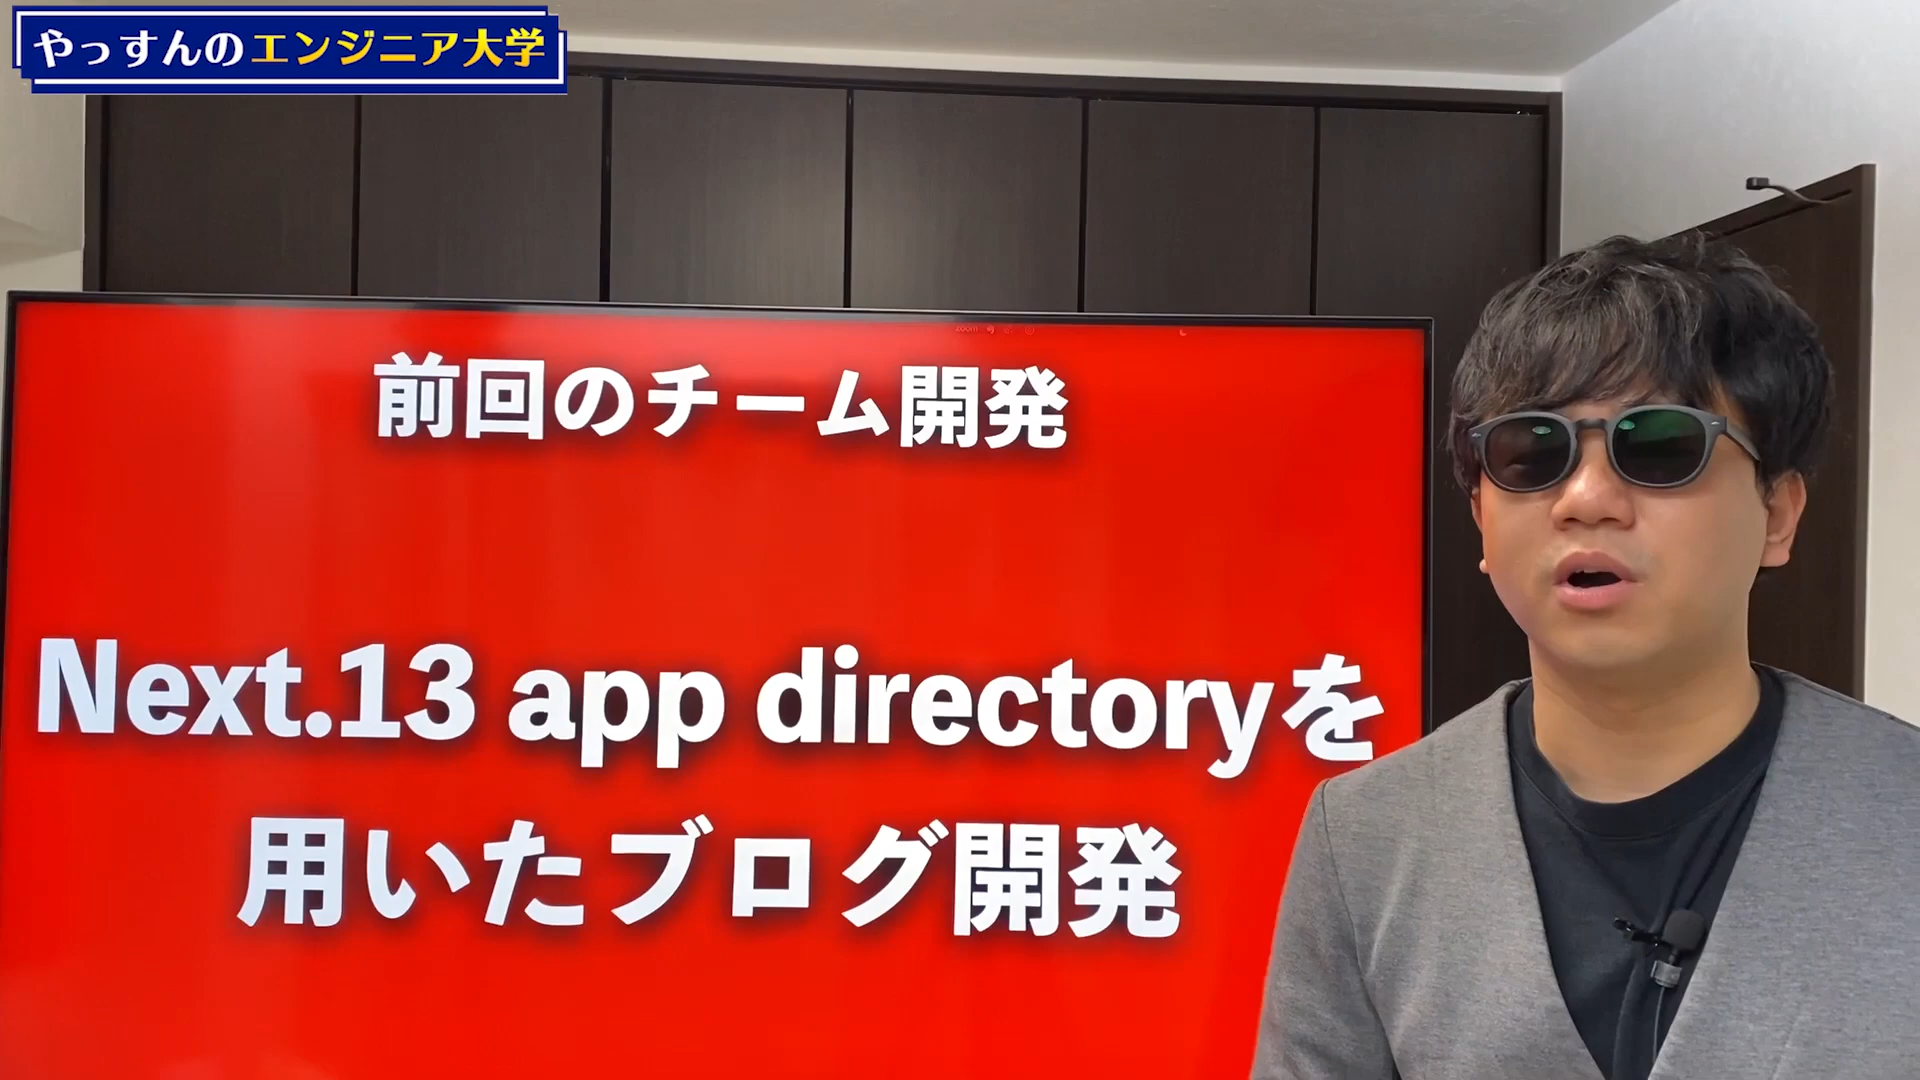 やっすんのエンジニア大学
zoom
前回のチーム開発
Next.13 app directoryを
用いたブログ開発